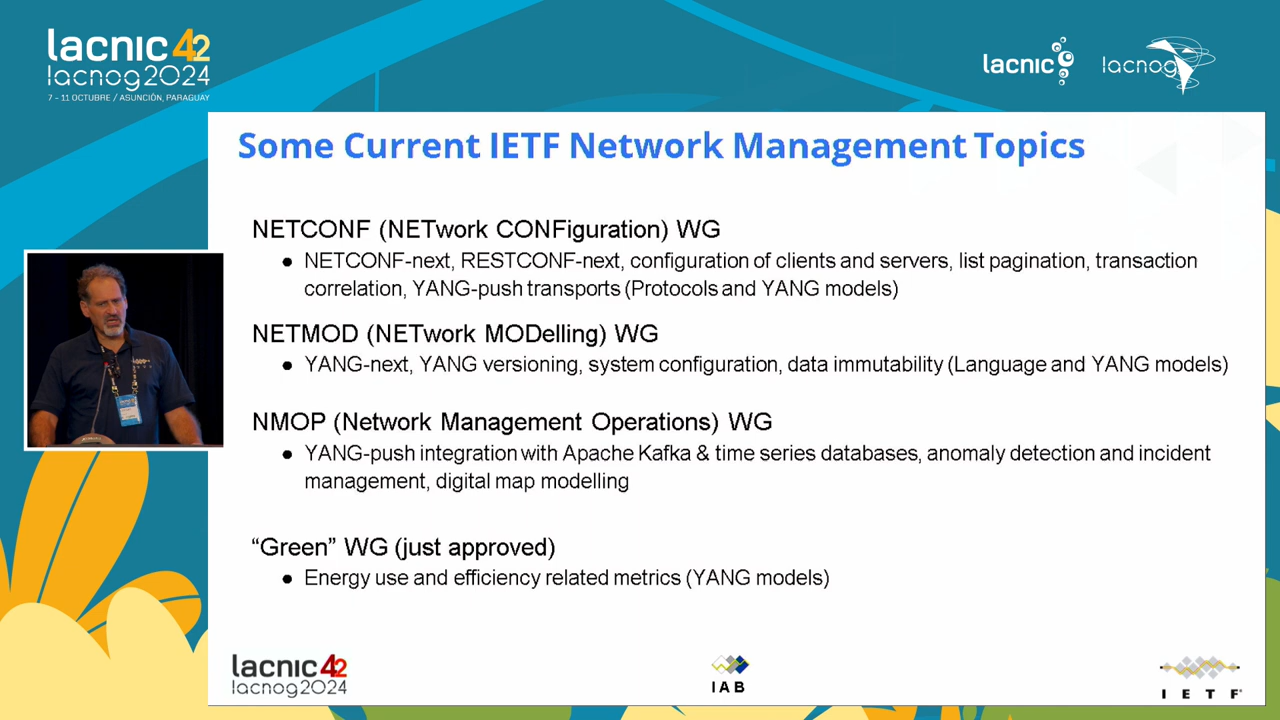 lacnic 42
lacnog2024
7 - 11 OCTUBRE / ASUNCIÓN, PARAGUAY
lacnic
lacnog
Some Current IETF Network Management Topics
NETCONF (NETwork CONFiguration) WG
● NETCONF-next, RESTCONF-next, configuration of clients and servers, list pagination, transaction
correlation, YANG-push transports (Protocols and YANG models)
NETMOD (NETwork MODelling) WG
● YANG-next, YANG versioning, system configuration, data immutability (Language and YANG models)
NMOP (Network Management Operations) WG
● YANG-push integration with Apache Kafka & time series databases, anomaly detection and incident
management, digital map modelling
“Green” WG (just approved)
● Energy use and efficiency related metrics (YANG models)
lacnic 42
lacnog2024
IAB
IETF®